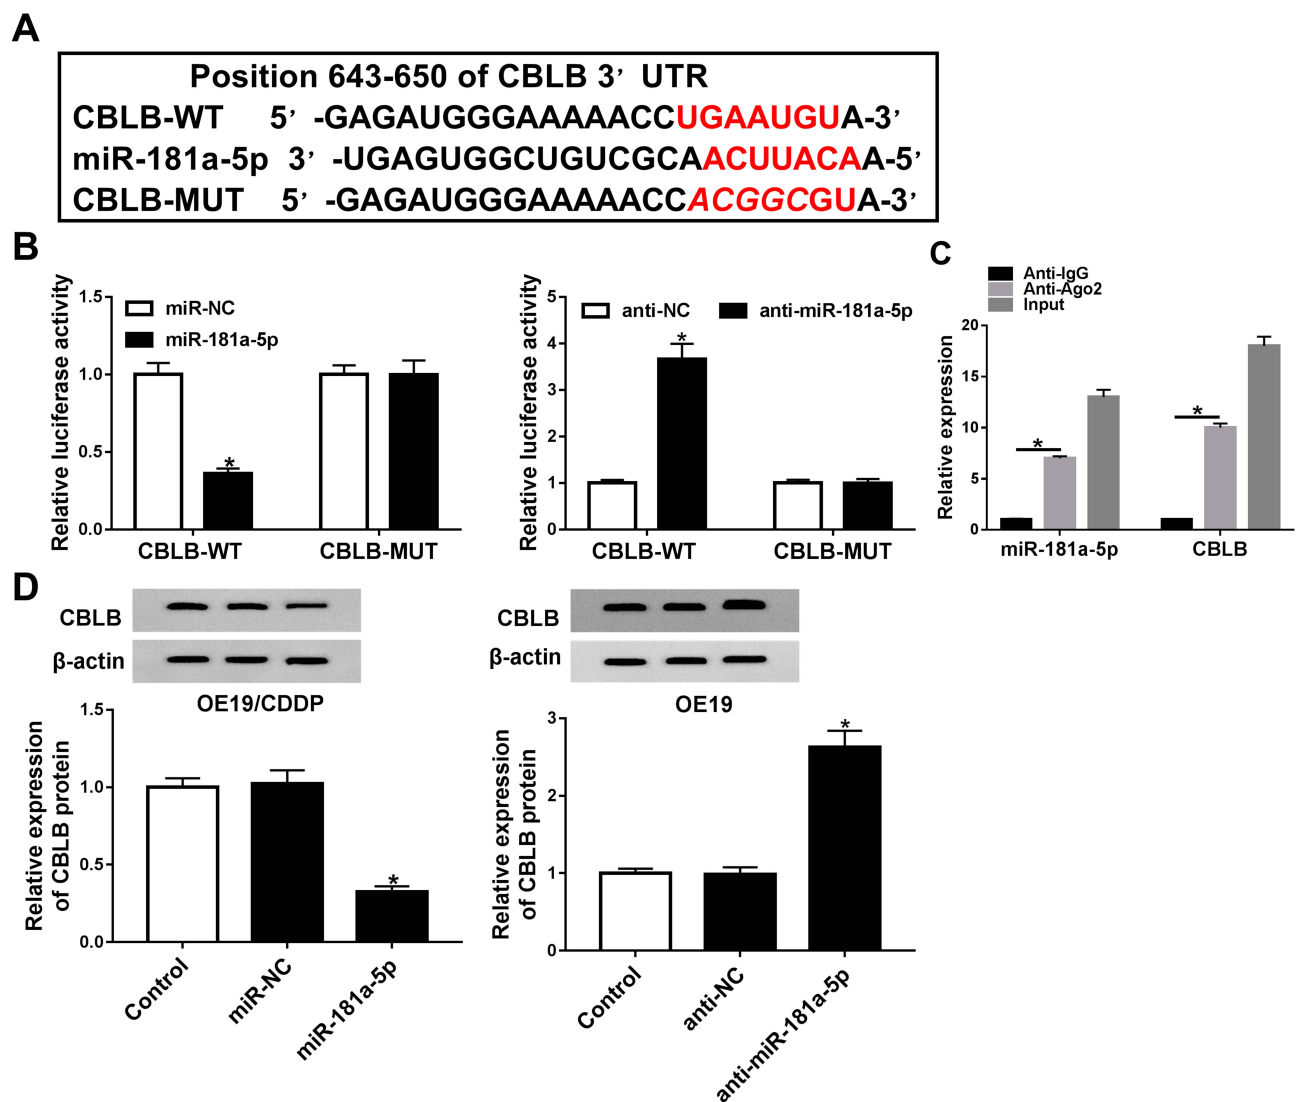 A
Position 643-650 of CBLB 3’ UTR
CBLB-WT 5’ -GAGAUGGGAAAAACCUGAAUGUA-3’
miR-181a-5p 3’ -UGAGUGGCUGUCGCAACUUACAA-5’
CBLB-MUT 5’ -GAGAUGGGAAAAACCACGGCGUA-3’
B
Relative luciferase activity
1.5
1.0
0.5
0.0
miR-NC
miR-181a-5p
*
CBLB-WT
CBLB-MUT
Relative luciferase activity
5
4
3
2
1
0
anti-NC
anti-miR-181a-5p
*
CBLB-WT
CBLB-MUT
C
Anti-IgG
Anti-Ago2
Input
Relative expression
20
15
10
5
0
*
*
miR-181a-5p
CBLB
D
CBLB
β-actin
OE19/CDDP
Relative expression
of CBLB protein
1.5
1.0
0.5
0.0
*
Control
miR-NC
miR-181a-5p
CBLB
β-actin
OE19
Relative expression
of CBLB protein
3
2
1
0
*
Control
anti-NC
anti-miR-181a-5p